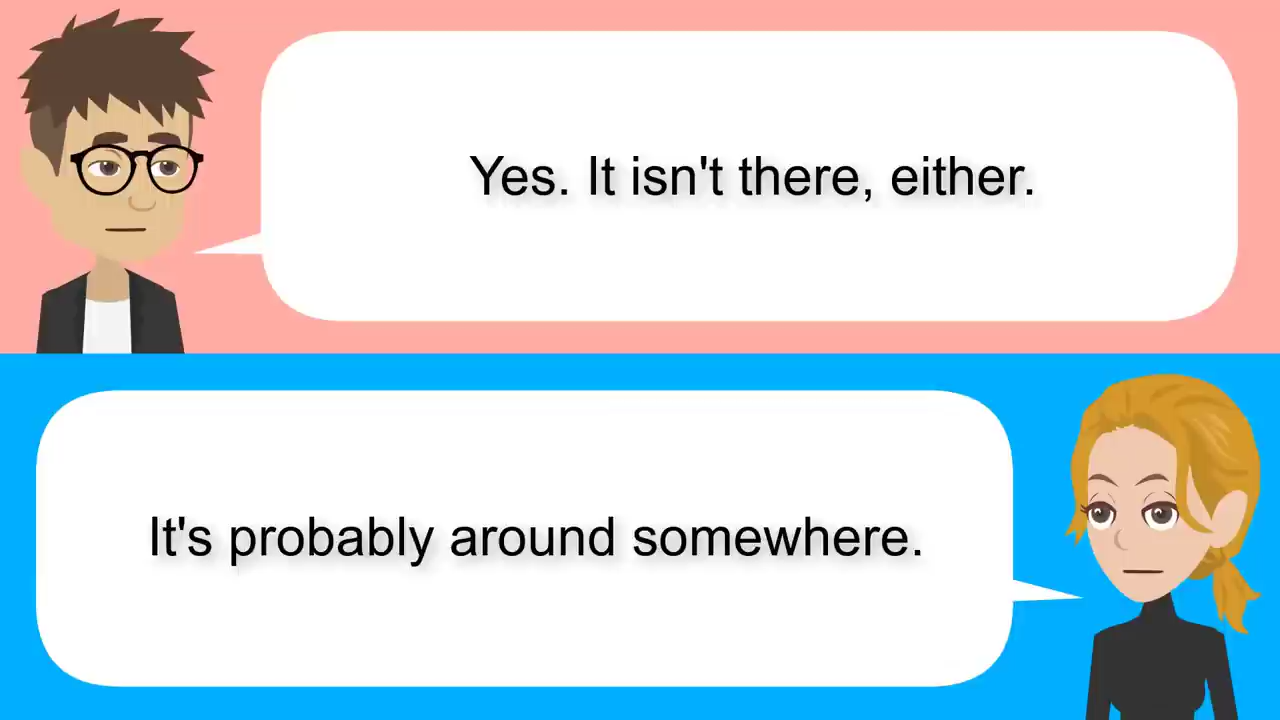 Yes. It isn't there, either.
It's probably around somewhere.